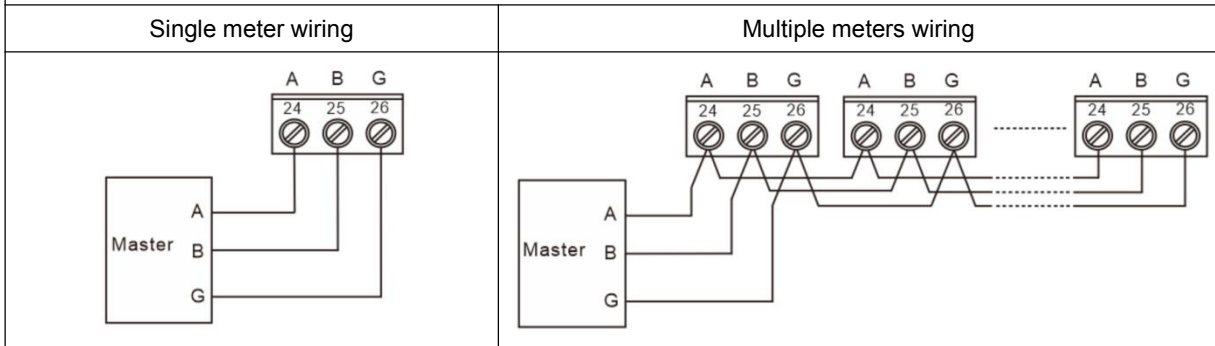 Single meter wiring
Multiple meters wiring
A B G
24 25 26
A
Master B
G
A B G A B G A B G
24 25 26 24 25 26 24 25 26
A
Master B
G